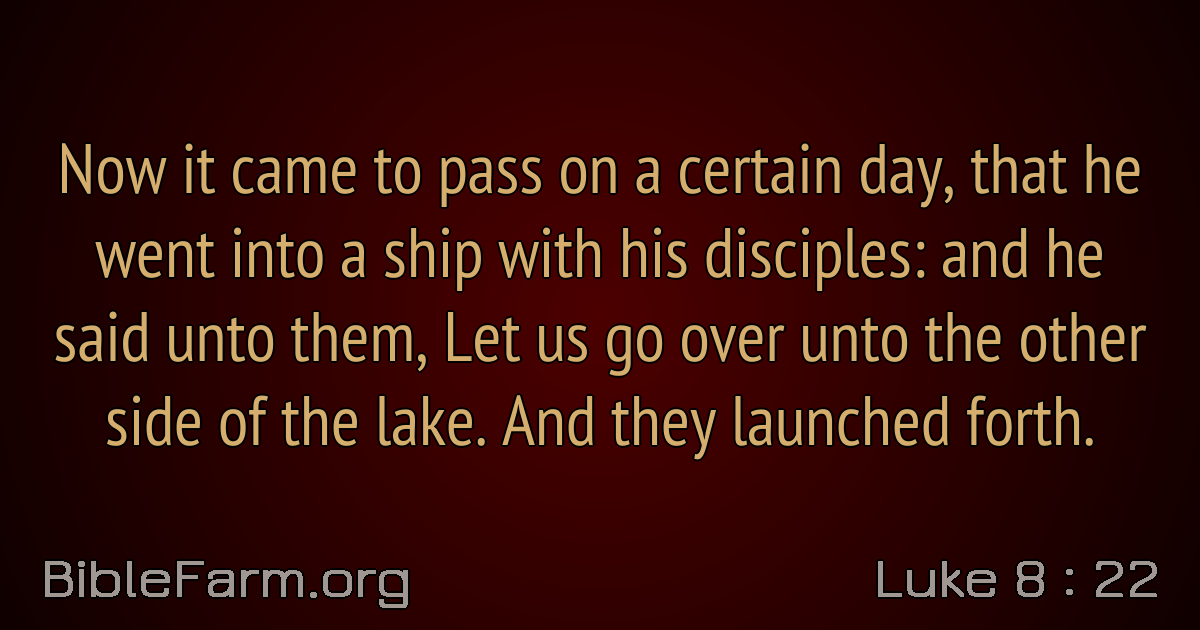 Now it came to pass on a certain day, that he
went into a ship with his disciples: and he
said unto them, Let us go over unto the other
side of the lake. And they launched forth.
BibleFarm.org
Luke 8 : 22